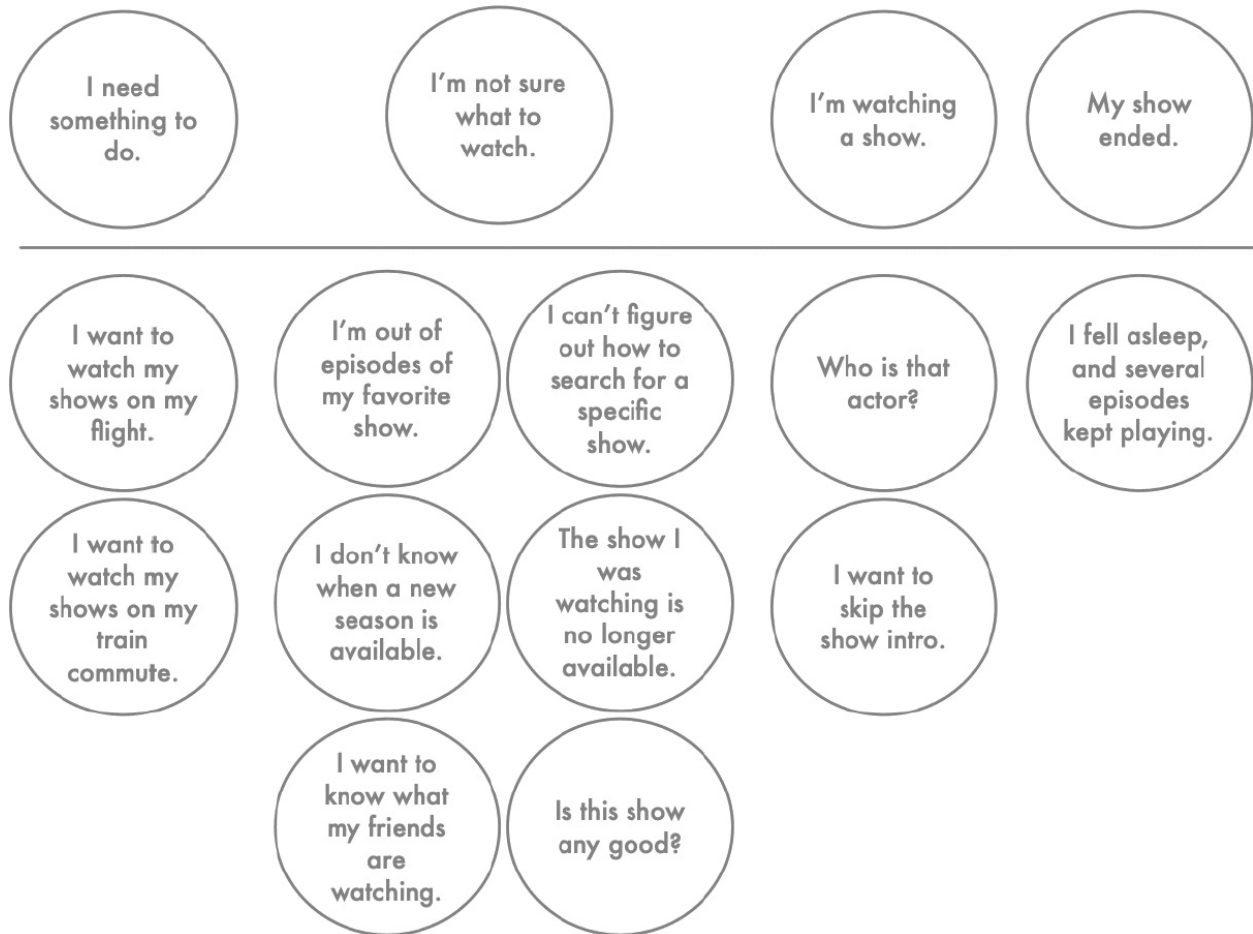 I need
something to
do.
I'm not sure
what to
watch.
I'm watching
a show.
My show
ended.
I want to
watch my
shows on my
flight.
I'm out of
episodes of
my favorite
show.
I can't figure
out how to
search for a
specific
show.
Who is that
actor?
I fell asleep,
and several
episodes
kept playing.
I want to
watch my
shows on my
train
commute.
I don't know
when a new
season is
available.
The show I
was
watching is
no longer
available.
I want to
skip the
show intro.
I want to
know what
my friends
are
watching.
Is this show
any good?